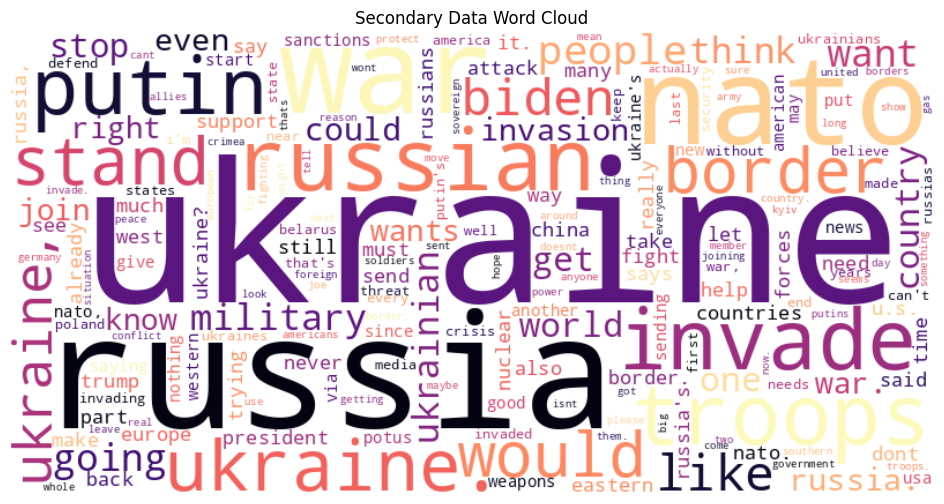 Secondary Data Word Cloud
stop cant even say sanctions protect america it. people think mean ukrainians want
defend start state attack many actually sure united borders
russia, putin allies right support war thats russians biden keep ukraine's nato last security army american may put long show gas
i'm crimea reason near could sovereign invasion tell new without believe
stand russian border country
invade. european fighting might move putin's thing everyone really country. kyiv made russias
join much states ukraine wants way get take let news
see peace next belarus well around china fight member joining
already west ukraine? still must doesnt says war, need years day something
give that's soldiers sent hope send anyone forces seems
germany situation foreign threat look joe every power help end can't
nato, know military ukrainian since another world countries u.s. time
poland conflict ukraines americans border, crisis sending first putins
ukraine, saying western never media nuclear also border. invade now. said
trump nothing trying via maybe good got one needs war.
invading russia isnt please troops
part use getting
leave real them. big russia's
make europe president potus invaded would come two nato. dont southern troops.
going back ukraine. weapons eastern like government russia. usa
whole